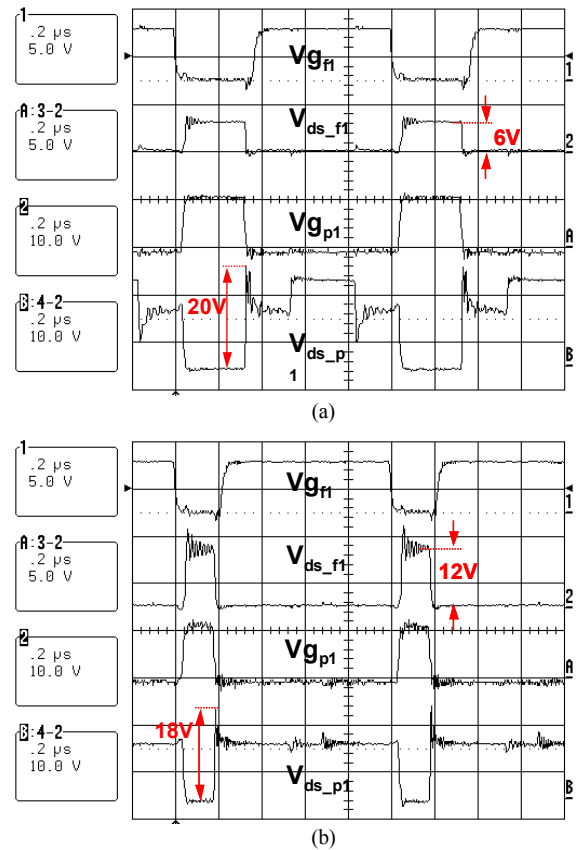 1
.2 µs
5.0 V
A:3-2
.2 µs
5.0 V
2
.2 µs
10.0 V
B:4-2
.2 µs
10.0 V
Vgf1
Vds_f1
6V
Vgp1
20V
Vds_p
1
1
2
A
B
(a)
1
.2 µs
5.0 V
A:3-2
.2 µs
5.0 V
2
.2 µs
10.0 V
B:4-2
.2 µs
10.0 V
Vgf1
Vds_f1
12V
Vgp1
18V
Vds_p1
1
2
A
B
(b)